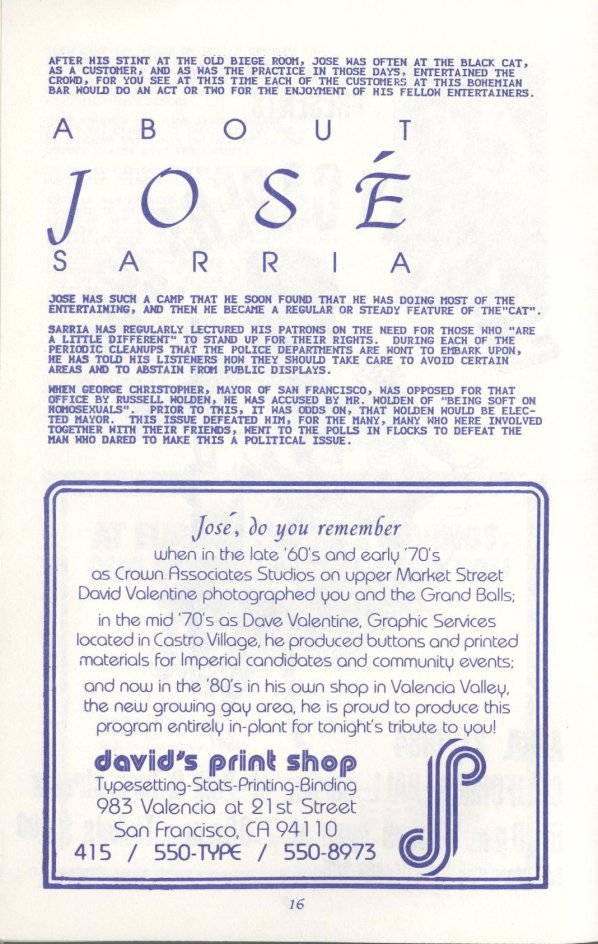 AFTER HIS STINT AT THE OLD BIEGE ROOM, JOSE WAS OFTEN AT THE BLACK CAT,
AS A CUSTOMER, AND AS WAS THE PRACTICE IN THOSE DAYS, ENTERTAINED THE
CROWD, FOR YOU SEE AT THIS TIME EACH OF THE CUSTOMERS AT THIS BOHEMIAN
BAR WOULD DO AN ACT OR TWO FOR THE ENJOYMENT OF HIS FELLOW ENTERTAINERS.
ABOUT
JOSÉ
SARRIA
JOSE WAS SUCH A CAMP THAT HE SOON FOUND THAT HE WAS DOING MOST OF THE
ENTERTAINING, AND THEN HE BECAME A REGULAR OR STEADY FEATURE OF THE"CAT".
SARRIA HAS REGULARLY LECTURED HIS PATRONS ON THE NEED FOR THOSE WHO "ARE
A LITTLE DIFFERENT" TO STAND UP FOR THEIR RIGHTS. DURING EACH OF THE
PERIODIC CLEANUPS THAT THE POLICE DEPARTMENTS ARE WONT TO EMBARK UPON,
HE HAS TOLD HIS LISTENERS HOW THEY SHOULD TAKE CARE TO AVOID CERTAIN
AREAS AND TO ABSTAIN FROM PUBLIC DISPLAYS.
WHEN GEORGE CHRISTOPHER, MAYOR OF SAN FRANCISCO, WAS OPPOSED FOR THAT
OFFICE BY RUSSELL WOLDEN, HE WAS ACCUSED BY MR. WOLDEN OF "BEING SOFT ON
HOMOSEXUALS". PRIOR TO THIS, IT WAS ODDS ON, THAT WOLDEN WOULD BE ELEC-
TED MAYOR. THIS ISSUE DEFEATED HIM, FOR THE MANY, MANY WHO WERE INVOLVED
TOGETHER WITH THEIR FRIENDS, WENT TO THE POLLS IN FLOCKS TO DEFEAT THE
MAN WHO DARED TO MAKE THIS A POLITICAL ISSUE.
José, do you remember
when in the late '60's and early '70's
as Crown Associates Studios on upper Market Street
David Valentine photographed you and the Grand Balls;
in the mid '70's as Dave Valentine, Graphic Services
located in Castro Village, he produced buttons and printed
materials for Imperial candidates and community events;
and now in the '80's in his own shop in Valencia Valley,
the new growing gay area, he is proud to produce this
program entirely in-plant for tonight's tribute to you!
david's print shop
Typesetting-Stats-Printing-Binding
983 Valencia at 21st Street
San Francisco, CA 94110
415 / 550-TYPE / 550-8973
16